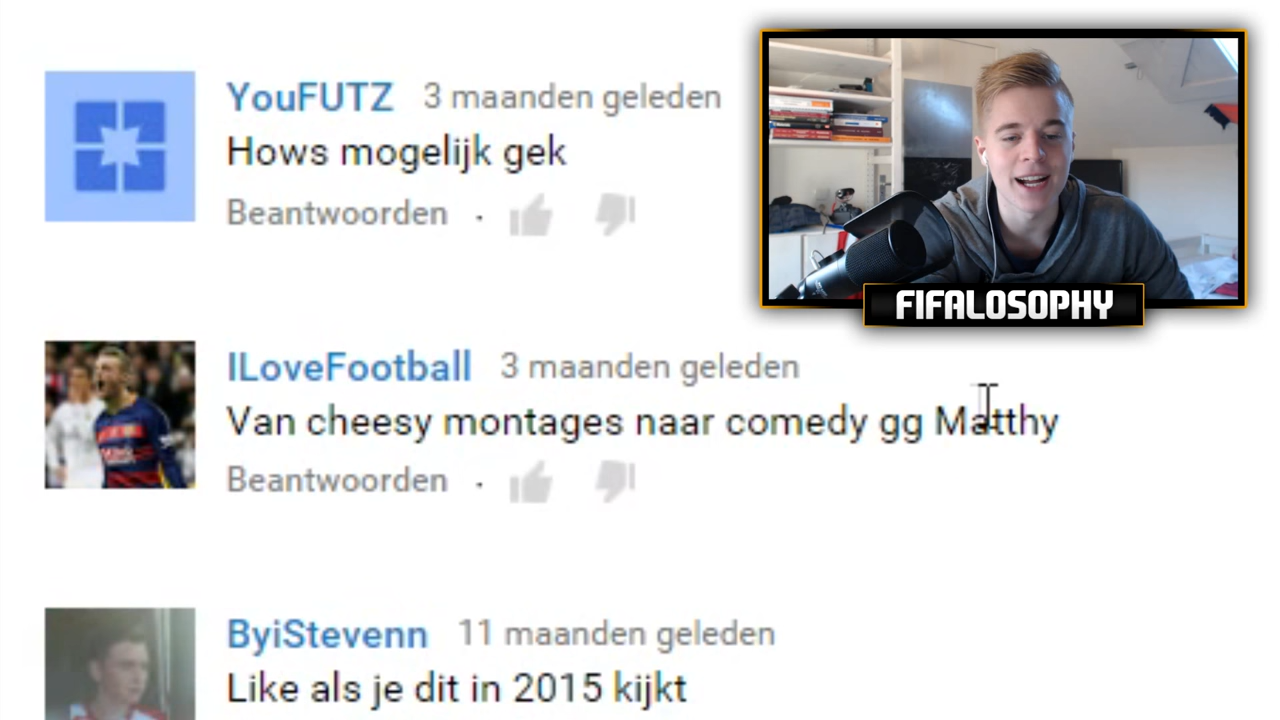 YouFUTZ 3 maanden geleden
Hows mogelijk gek
Beantwoorden ·
FIFALOSOPHY
ILoveFootball 3 maanden geleden
Van cheesy montages naar comedy gg Matthy
Beantwoorden ·
ByiStevenn 11 maanden geleden
Like als je dit in 2015 kijkt